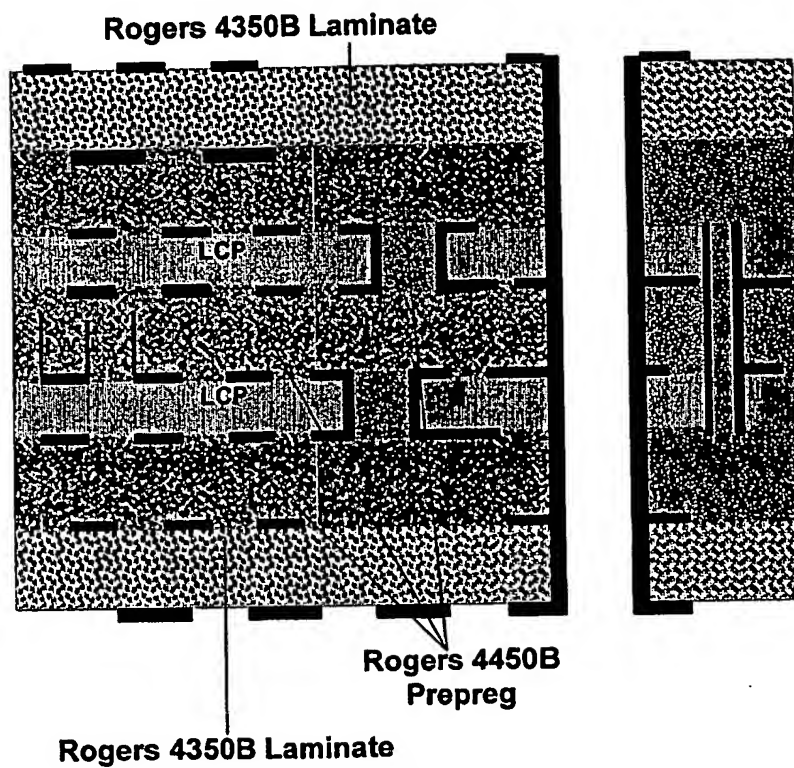 Rogers 4350B Laminate
LCP
LCP
Rogers 4450B
Prepreg
Rogers 4350B Laminate